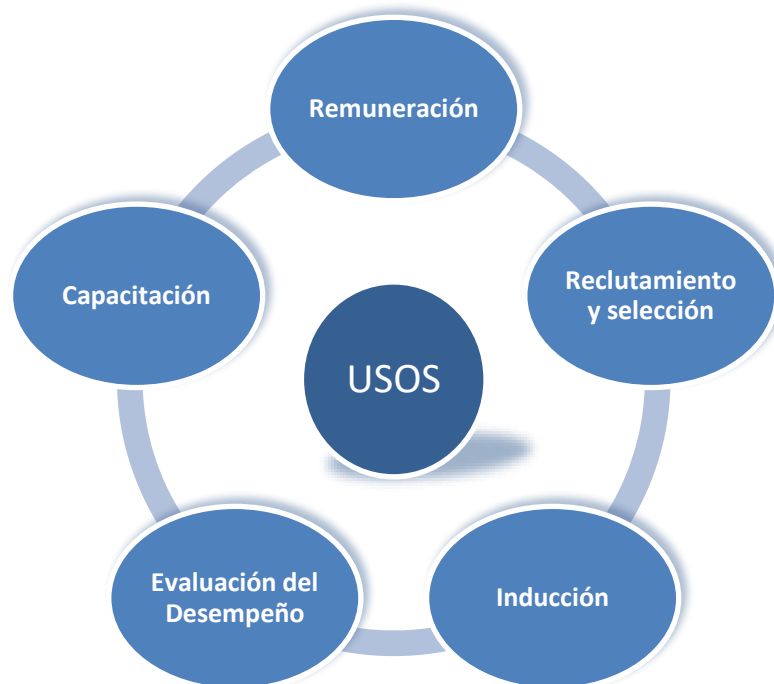 Remuneración
Reclutamiento
y selección
Inducción
Evaluación del
Desempeño
Capacitación
USOS